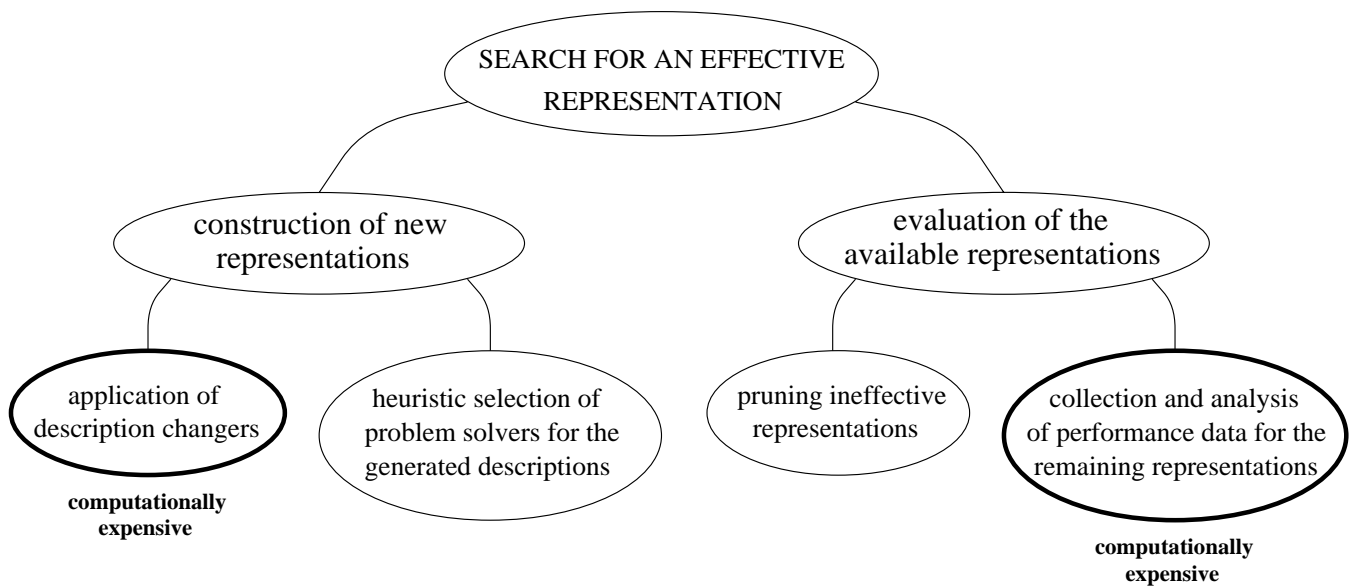 SEARCH FOR AN EFFECTIVE
REPRESENTATION
construction of new
representations
evaluation of the
available representations
application of
description changers
heuristic selection of
problem solvers for the
generated descriptions
pruning ineffective
representations
collection and analysis
of performance data for the
remaining representations
computationally
expensive
computationally
expensive